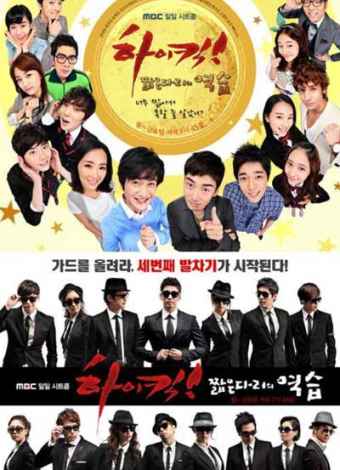 MBC 일일 시트콤
하이킥!
짧은다리의 역습
가드를 올려라, 세번째 발차기가 시작된다!
MBC 일일 시트콤
하이킥! 짧은다리의 역습